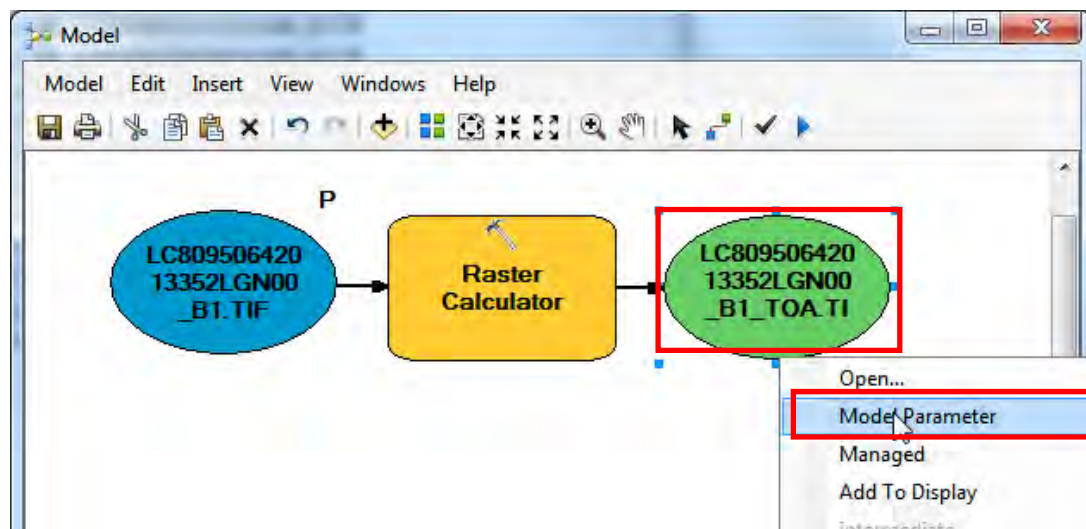 Model
Model Edit Insert View Windows Help
P
LC809506420
13352LGN00
_B1.TIF
Raster
Calculator
LC809506420
13352LGN00
_B1_TOA.TI
Open...
Model Parameter
Managed
Add To Display